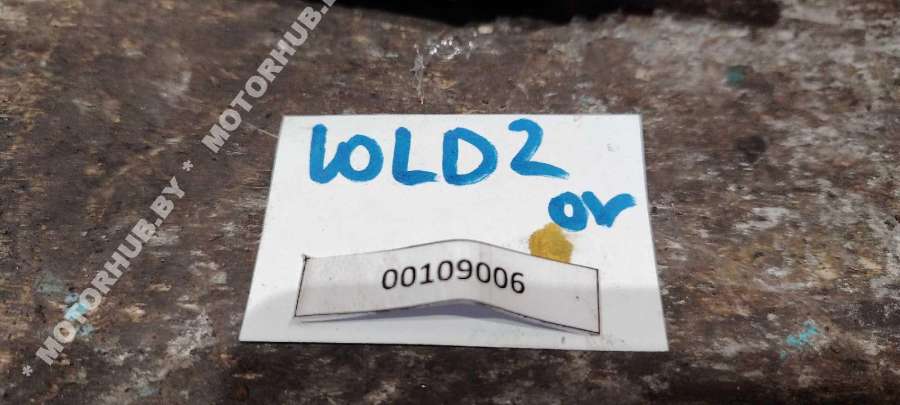 * MOTORHUB.BY * MOTORHUB.BY
10LD2
ov
00109006